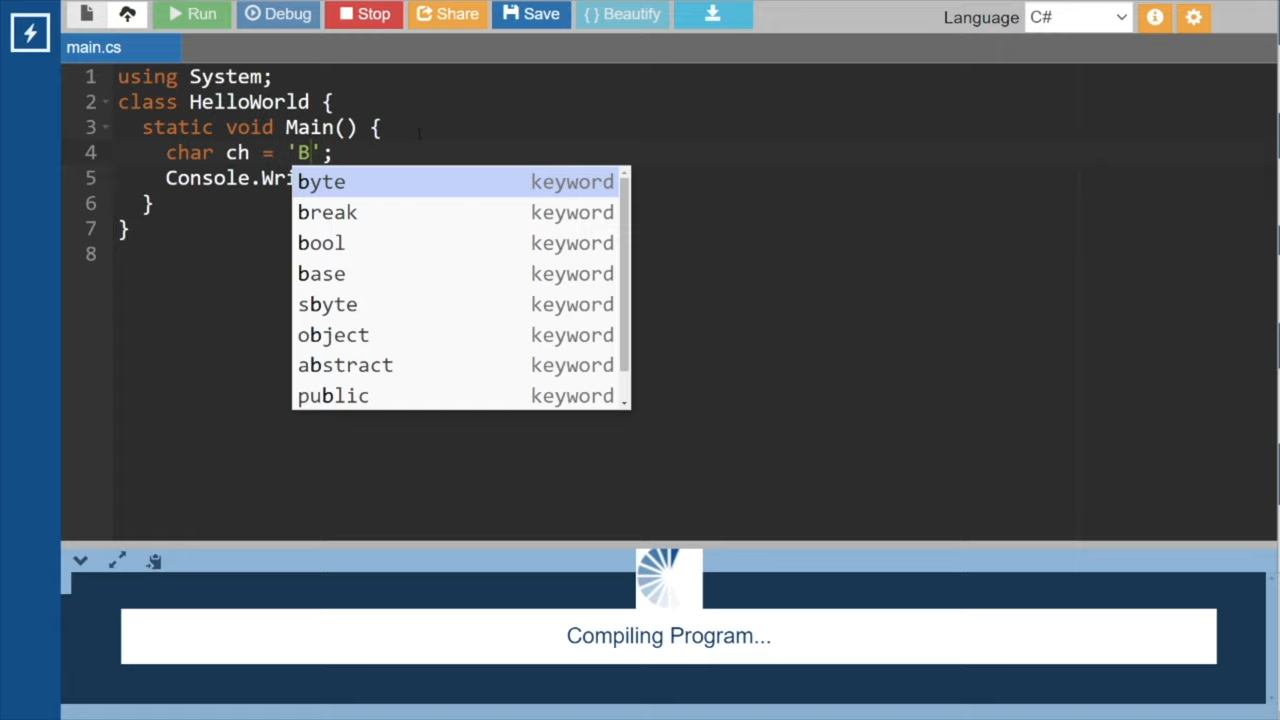 Run Debug Stop Share Save { } Beautify Language C#
main.cs
1 using System;
2 class HelloWorld {
3 static void Main() {
4 char ch = 'B';
5 Console.Wri
6 }
7 }
8
byte keyword
break keyword
bool keyword
base keyword
sbyte keyword
object keyword
abstract keyword
public keyword
Compiling Program...